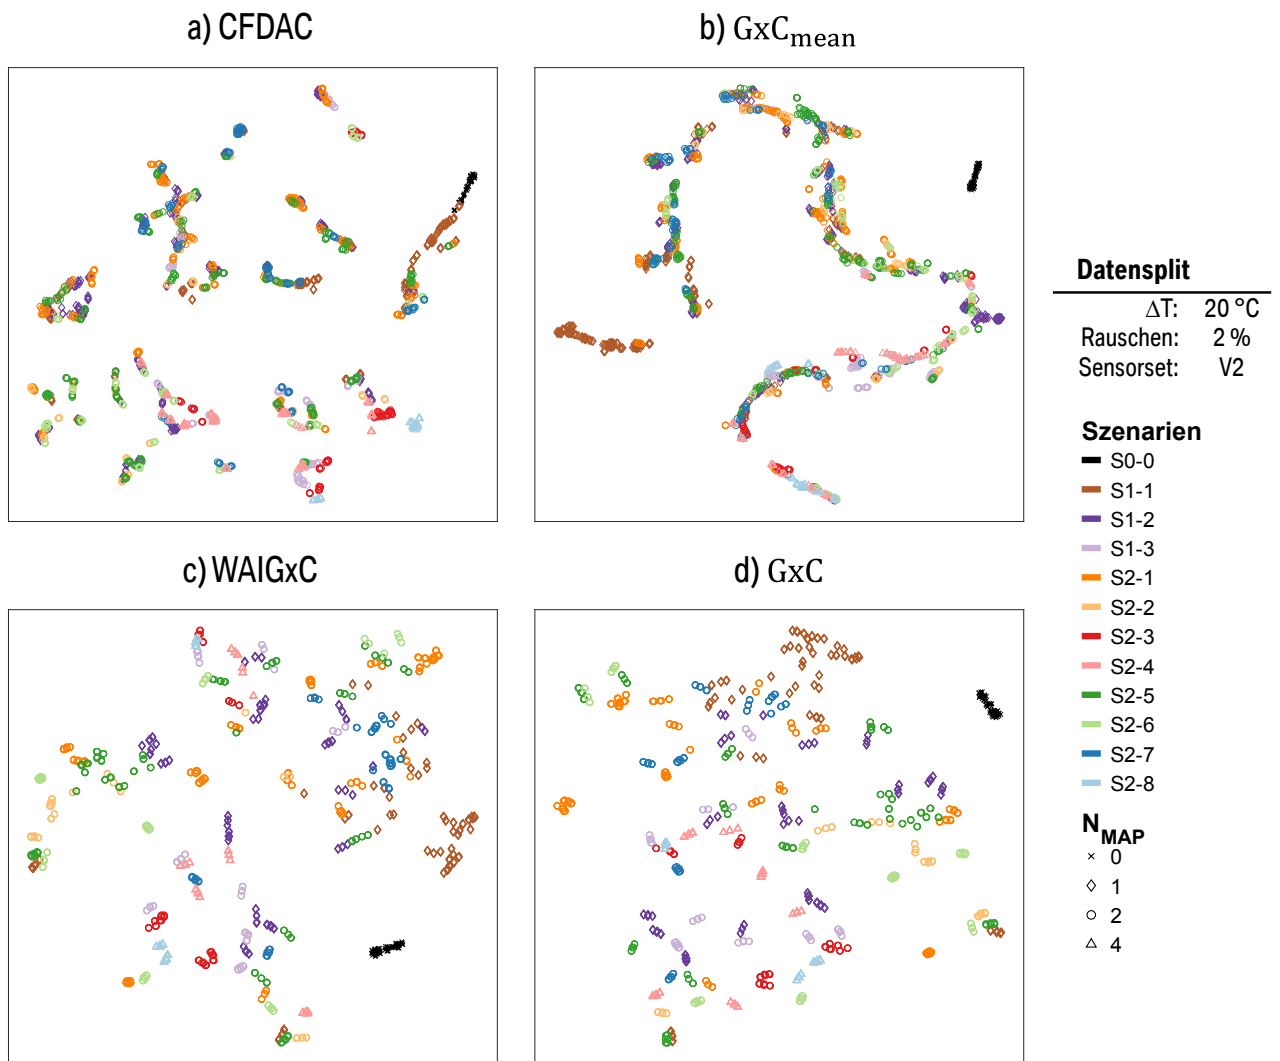 a) CFDAC
b) GxCmean
c) WAIGxC
d) GxC
Datensplit
ΔT: 20 °C
Rauschen: 2 %
Sensorset: V2
Szenarien
S0-0
S1-1
S1-2
S1-3
S2-1
S2-2
S2-3
S2-4
S2-5
S2-6
S2-7
S2-8
NMAP
0
1
2
4